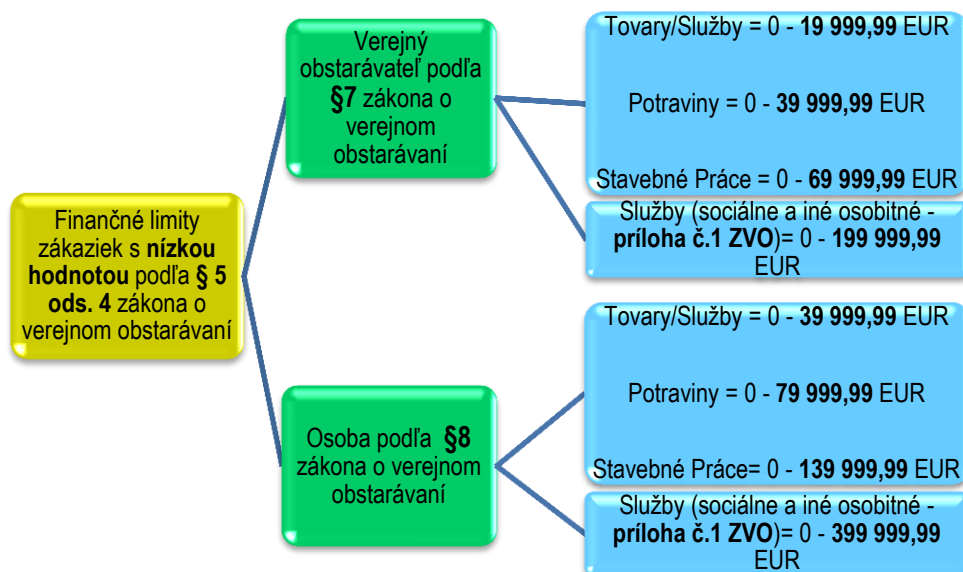 Finančné limity
zákaziek s nízkou
hodnotou podľa § 5
ods. 4 zákona o
verejnom obstarávaní
Verejný
obstarávateľ podľa
§7 zákona o
verejnom
obstarávaní
Tovary/Služby = 0 - 19 999,99 EUR
Potraviny = 0 - 39 999,99 EUR
Stavebné Práce = 0 - 69 999,99 EUR
Služby (sociálne a iné osobitné -
príloha č.1 ZVO)= 0 - 199 999,99
EUR
Osoba podľa §8
zákona o verejnom
obstarávaní
Tovary/Služby = 0 - 39 999,99 EUR
Potraviny = 0 - 79 999,99 EUR
Stavebné Práce= 0 - 139 999,99 EUR
Služby (sociálne a iné osobitné -
príloha č.1 ZVO)= 0 - 399 999,99
EUR